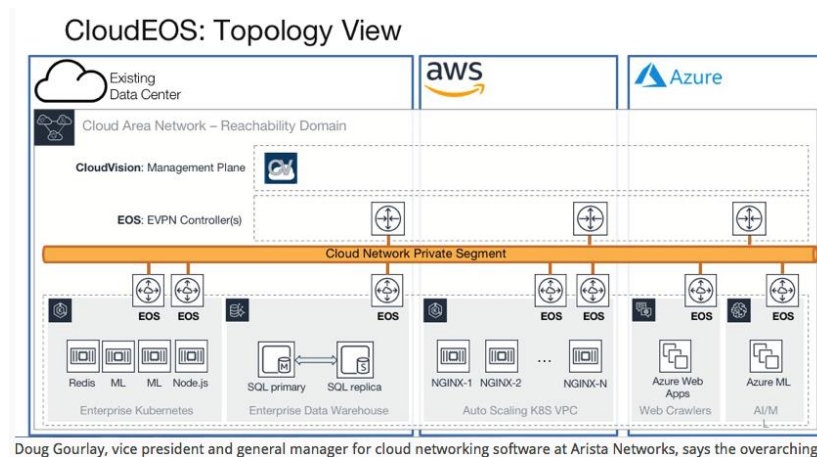 CloudEOS: Topology View
Existing
Data Center
aws
Azure
Cloud Area Network – Reachability Domain
CloudVision: Management Plane
CV
EOS: EVPN Controller(s)
Cloud Network Private Segment
EOS EOS EOS EOS EOS EOS EOS
Redis ML ML Node.js
M S
SQL primary SQL replica
NGINX-1 NGINX-2 ... NGINX-N
Azure Web
Apps
Azure ML
Enterprise Kubernetes
Enterprise Data Warehouse
Auto Scaling K8S VPC
Web Crawlers
AI/M
L
Doug Gourlay, vice president and general manager for cloud networking software at Arista Networks, says the overarching